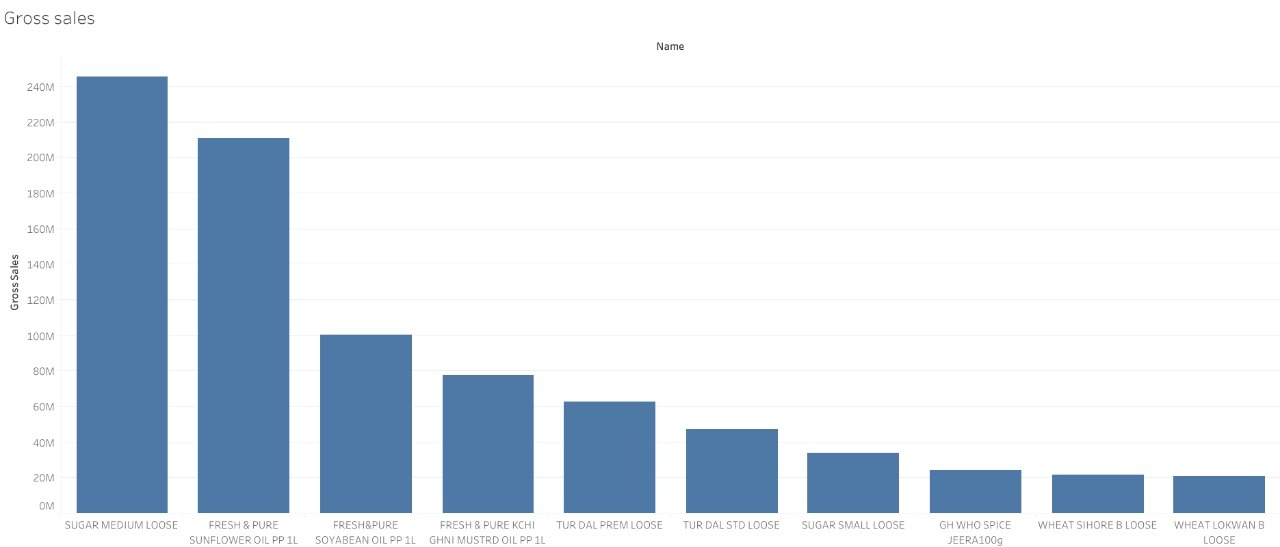 Gross sales
Name
Gross Sales
240M
220M
200M
180M
160M
140M
120M
100M
80M
60M
40M
20M
0M
SUGAR MEDIUM LOOSE
FRESH & PURE
SUNFLOWER OIL PP 1L
FRESH&PURE
SOYABEAN OIL PP 1L
FRESH & PURE KCHI
GHNI MUSTRD OIL PP 1L
TUR DAL PREM LOOSE
TUR DAL STD LOOSE
SUGAR SMALL LOOSE
GH WHO SPICE
JEERA100g
WHEAT SIHORE B LOOSE
WHEAT LOKWAN B
LOOSE